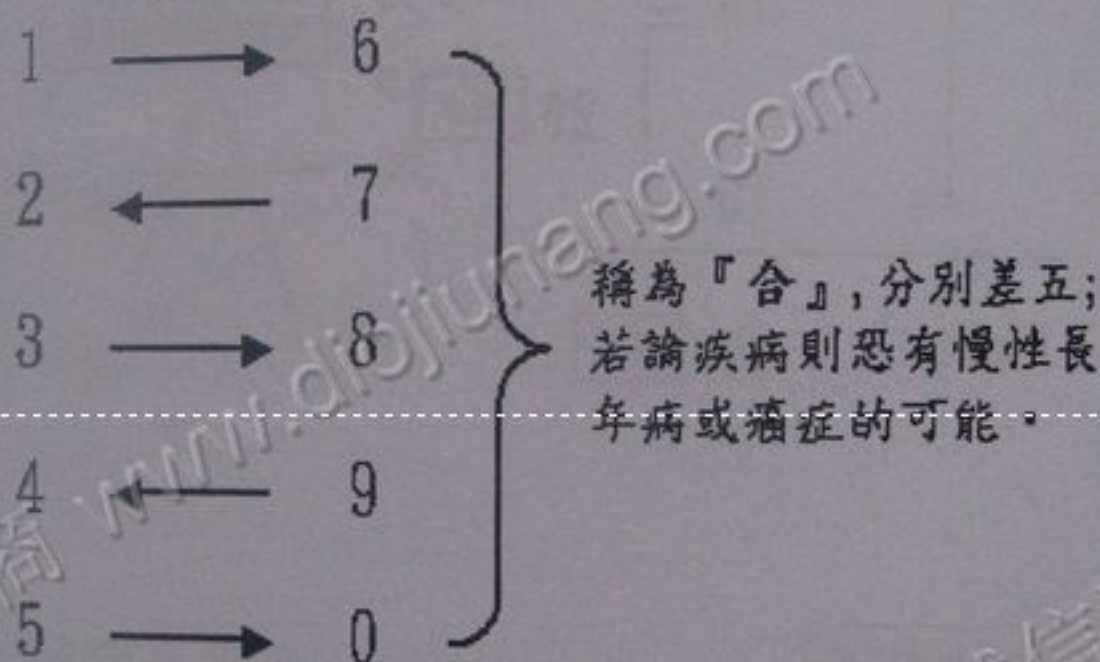 1 → 6
2 ← 7
3 → 8
4 ← 9
5 → 0
稱為『合』,分別差五;
若論疾病則恐有慢性長
年病或癌症的可能。
www.diojiunang.com